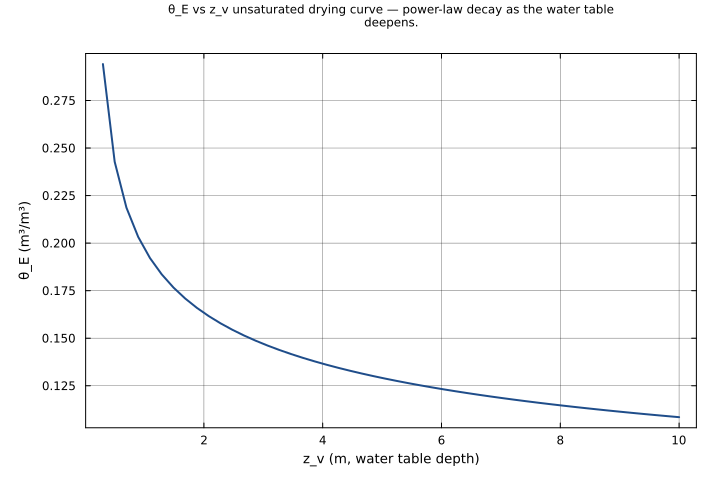 θ_E vs z_v unsaturated drying curve — power-law decay as the water table
deepens.
θ_E (m³/m³)
0.275
0.250
0.225
0.200
0.175
0.150
0.125
2 4 6 8 10
z_v (m, water table depth)